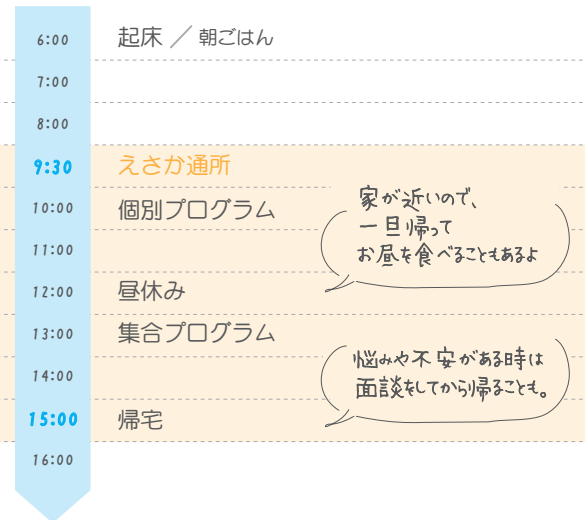 6:00 起床 ／ 朝ごはん
7:00
8:00
9:30 えさか通所
10:00 個別プログラム
家が近いので、
一旦帰って
お昼を食べることもあるよ
11:00
12:00 昼休み
13:00 集合プログラム
悩みや不安がある時は
面談をしてから帰ることも。
14:00
15:00 帰宅
16:00